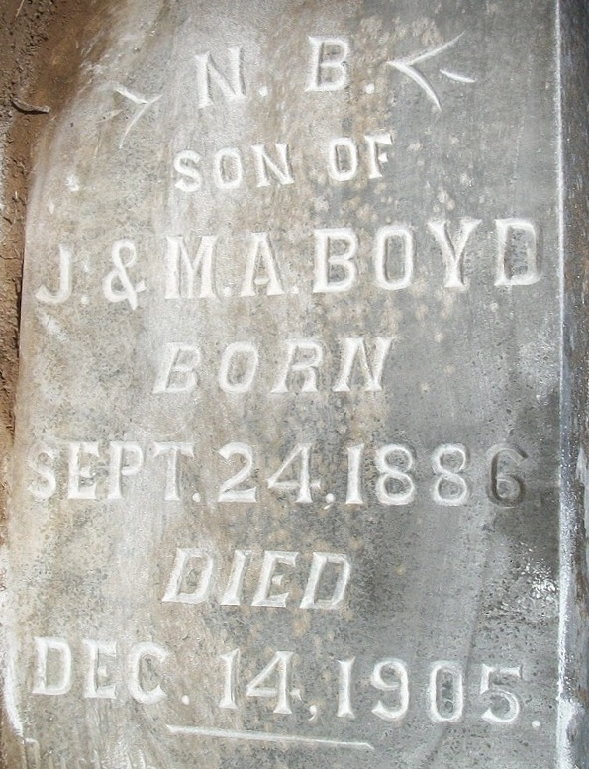 N. B.
SON OF
J. & M.A. BOYD
BORN
SEPT. 24, 1886
DIED
DEC. 14, 1905.